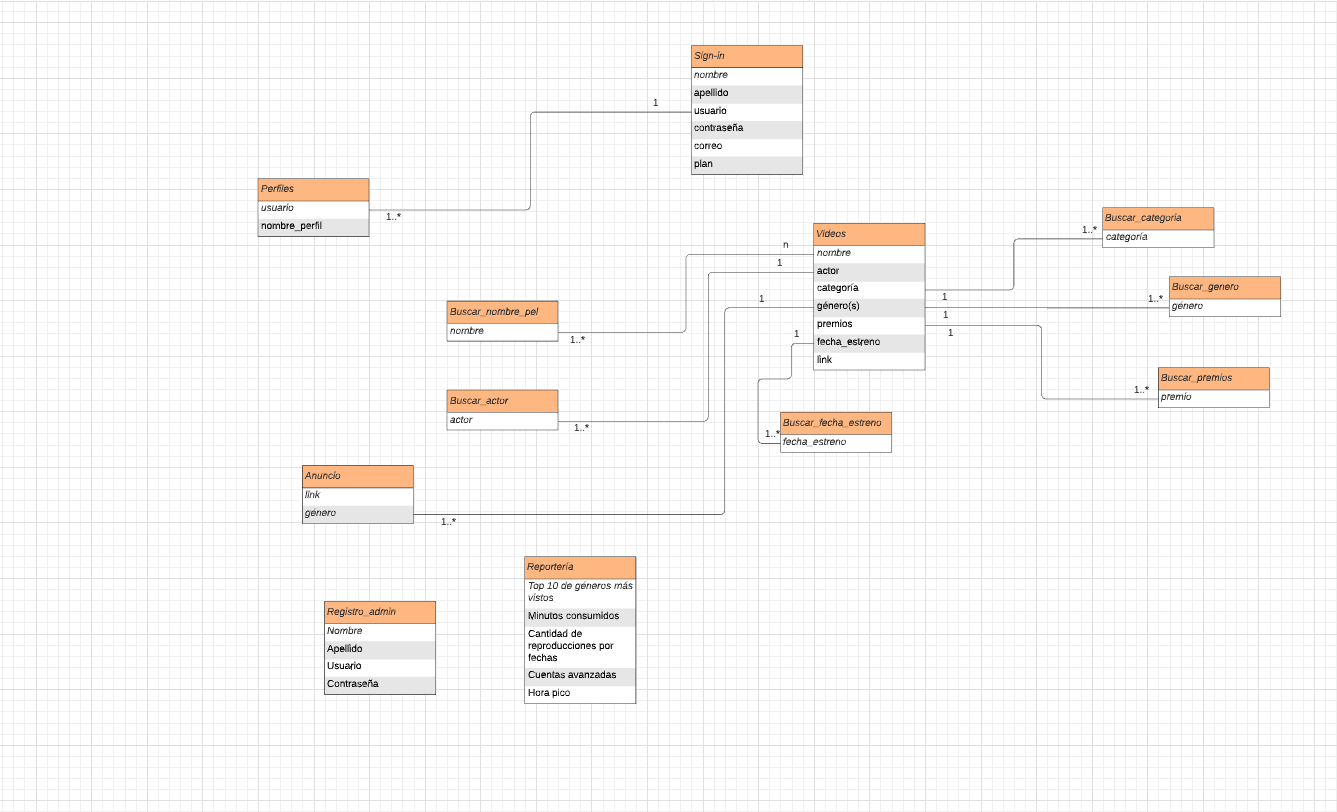 Sign-in
nombre
apellido
usuario
contraseña
correo
plan
1
Perfiles
usuario
nombre_perfil
1..*
Videos
nombre
actor
categoría
género(s)
premios
fecha_estreno
link
n
1
1
1
1
1
1
Buscar_categoría
categoría
1..*
Buscar_genero
género
1..*
Buscar_premios
premio
1..*
Buscar_nombre_pel
nombre
1..*
Buscar_actor
actor
1..*
Buscar_fecha_estreno
fecha_estreno
1..*
Anuncio
link
género
1..*
Reportería
Top 10 de géneros más
vistos
Minutos consumidos
Cantidad de
reproducciones por
fechas
Cuentas avanzadas
Hora pico
Registro_admin
Nombre
Apellido
Usuario
Contraseña